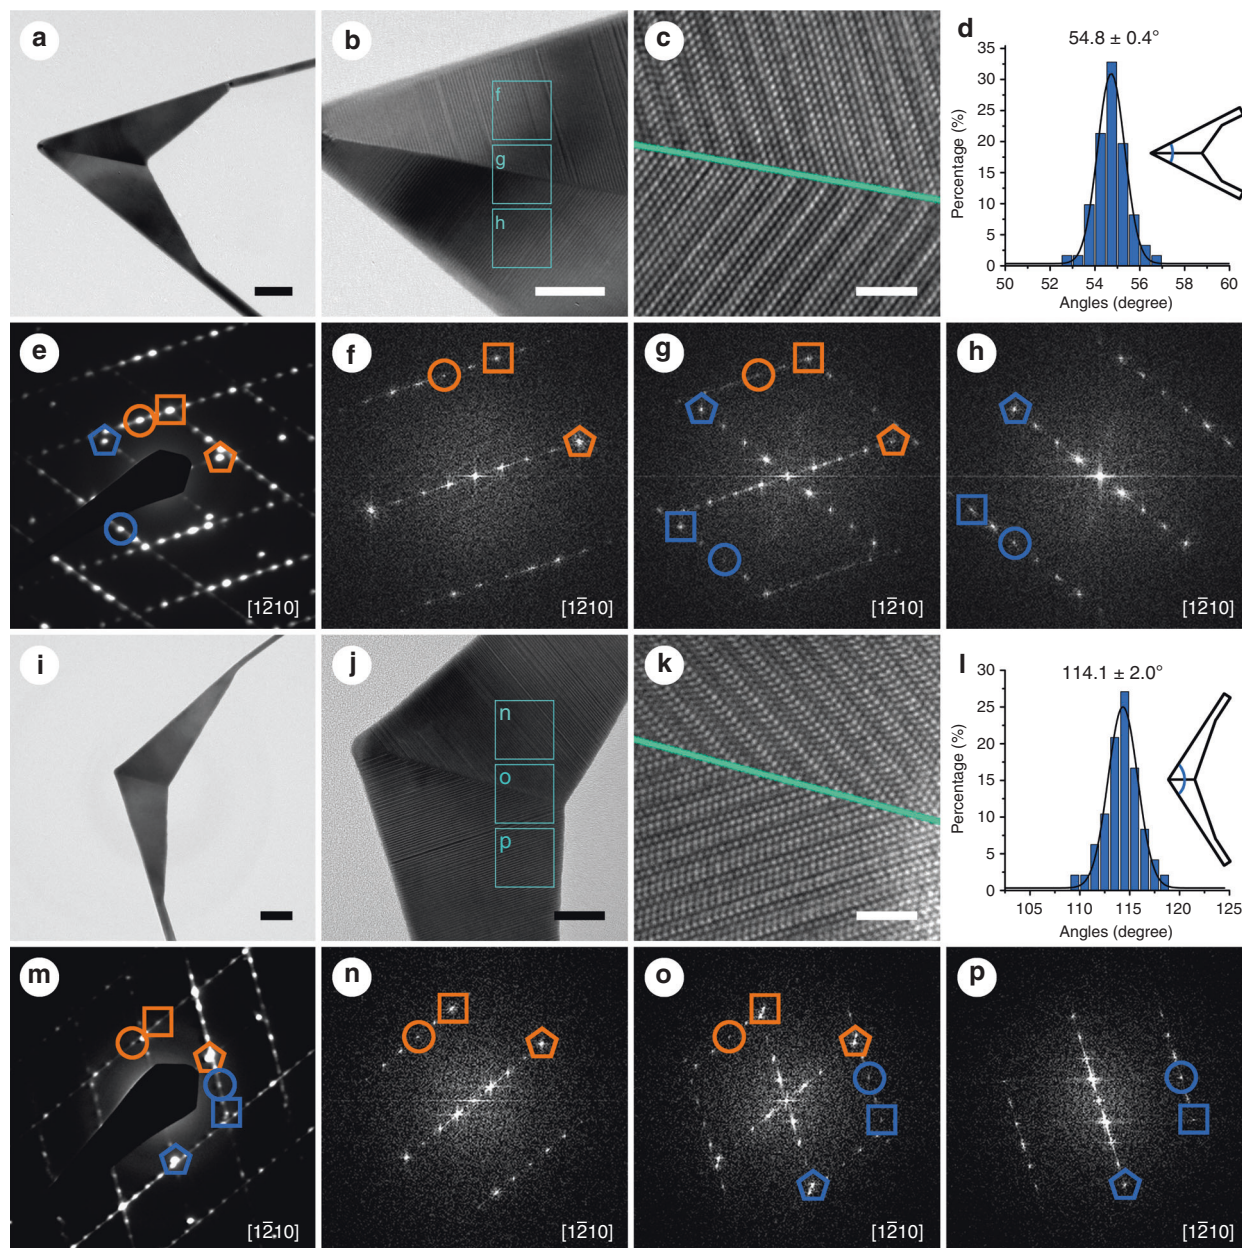 a
b
f
g
h
c
d
54.8 ± 0.4°
Percentage (%)
35
30
25
20
15
10
5
0
50 52 54 56 58 60
Angles (degree)
e
[12̅10]
f
[12̅10]
g
[12̅10]
h
[12̅10]
i
j
n
o
p
k
l
114.1 ± 2.0°
Percentage (%)
30
25
20
15
10
5
0
105 110 115 120 125
Angles (degree)
m
[12̅10]
n
[12̅10]
o
[12̅10]
p
[12̅10]